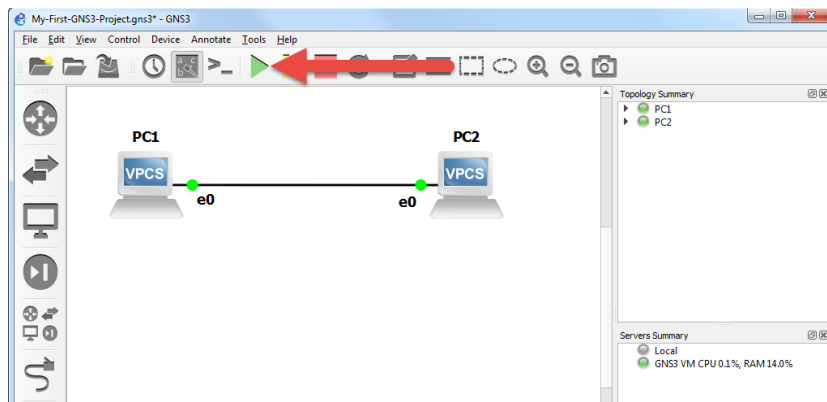 My-First-GNS3-Project.gns3* - GNS3
File Edit View Control Device Annotate Tools Help
Topology Summary
PC1
PC2
PC1
PC2
VPCS
VPCS
e0
e0
Servers Summary
Local
GNS3 VM CPU 0.1%, RAM 14.0%